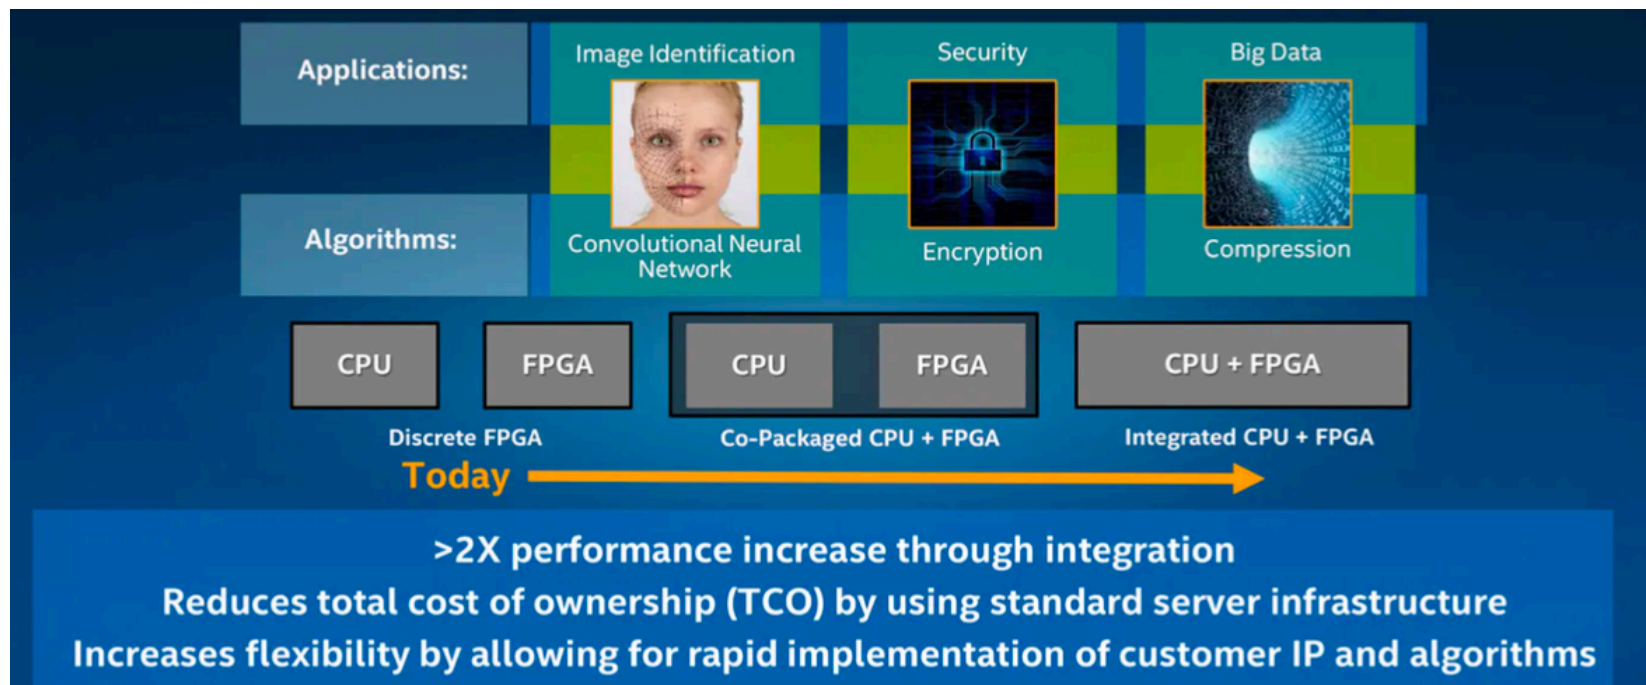 Applications:
Image Identification
Security
Big Data
Algorithms:
Convolutional Neural
Network
Encryption
Compression
CPU
FPGA
CPU
FPGA
CPU + FPGA
Discrete FPGA
Co-Packaged CPU + FPGA
Integrated CPU + FPGA
Today
>2X performance increase through integration
Reduces total cost of ownership (TCO) by using standard server infrastructure
Increases flexibility by allowing for rapid implementation of customer IP and algorithms